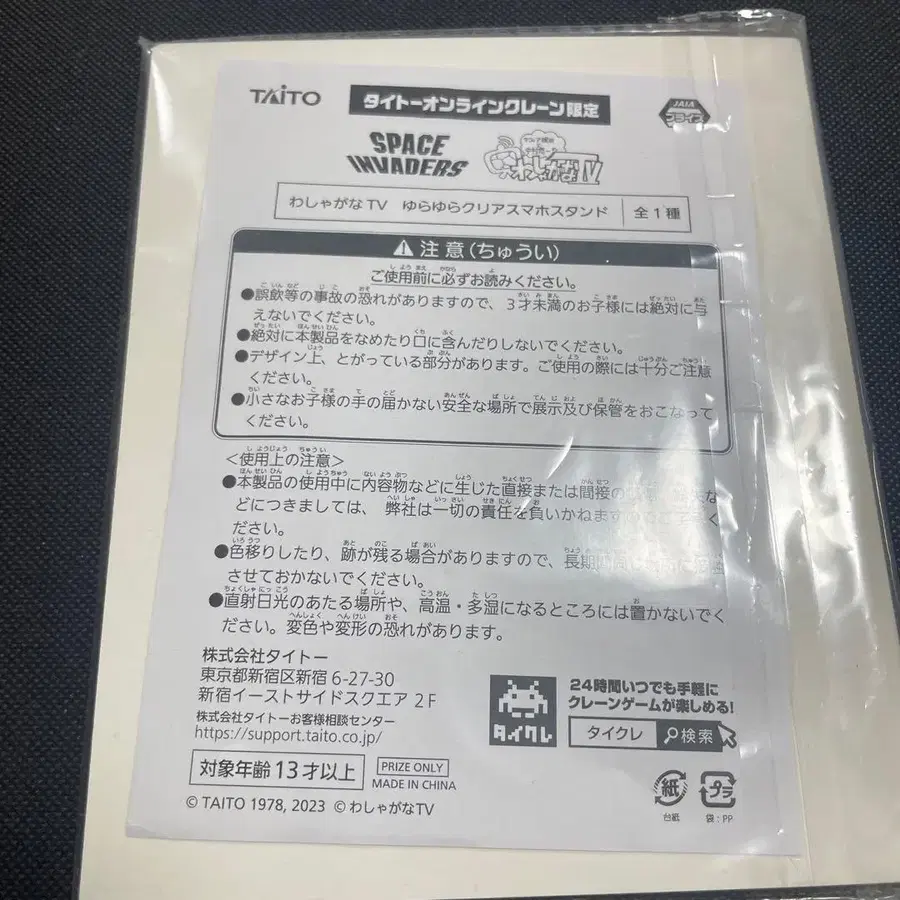 TAITO
タイトーオンラインクレーン限定
JAIA
プライズ
SPACE
INVADERS
わしゃがなTV
わしゃがなTV ゆらゆらクリアスマホスタンド 全1種
注意(ちゅうい)
ご使用前に必ずお読みください。
●誤飲等の事故の恐れがありますので、3才未満のお子様には絶対に与
えないでください。
●絶対に本製品をなめたり口に含んだりしないでください。
●デザイン上、とがっている部分があります。ご使用の際には十分ご注意
ください。
●小さなお子様の手の届かない安全な場所で展示及び保管をおこなって
ください。
<使用上の注意>
●本製品の使用中に内容物などに生じた直接または間接の
どにつきましては、弊社は一切の責任を負いかねます
ださい。
●色移りしたり、跡が残る場合がありますので、長期間同じ
させておかないでください。
●直射日光のあたる場所や、高温・多湿になるところには置かないでく
ださい。変色や変形の恐れがあります。
株式会社タイトー
東京都新宿区新宿 6-27-30
新宿イーストサイドスクエア 2F
株式会社タイトーお客様相談センター
https://support.taito.co.jp/
対象年齢13才以上
PRIZE ONLY
MADE IN CHINA
© TAITO 1978, 2023 © わしゃがなTV
タイクレ
24時間いつでも手軽に
クレーンゲームが楽しめる!
タイクレ 検索
紙
台紙
プラ
袋:PP